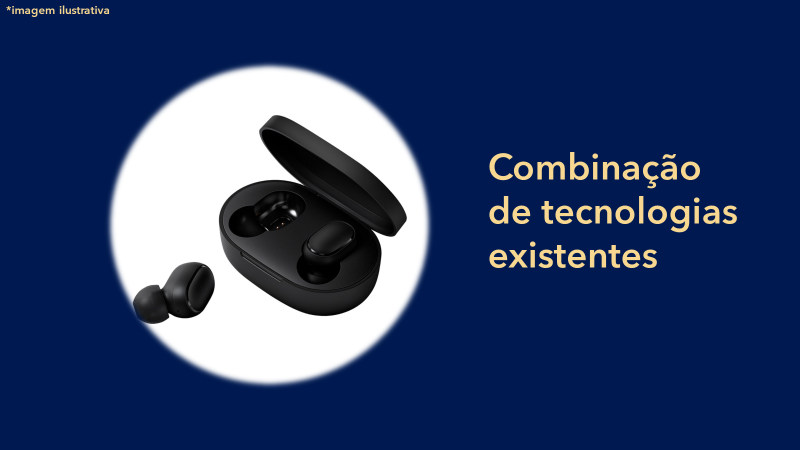 *imagem ilustrativa
Combinação
de tecnologias
existentes